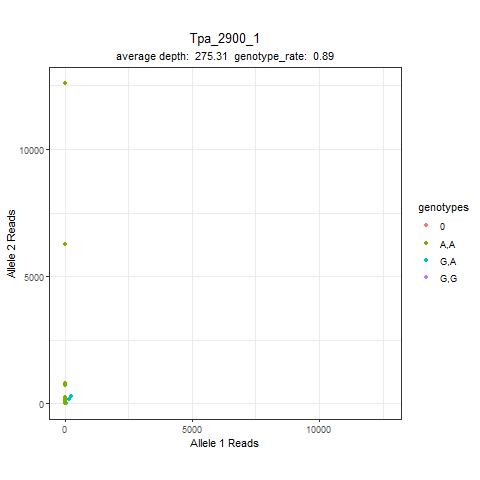 Tpa_2900_1
average depth:  275.31  genotype_rate:  0.89
Allele 2 Reads
10000
5000
0
0
5000
10000
Allele 1 Reads
genotypes
0
A,A
G,A
G,G